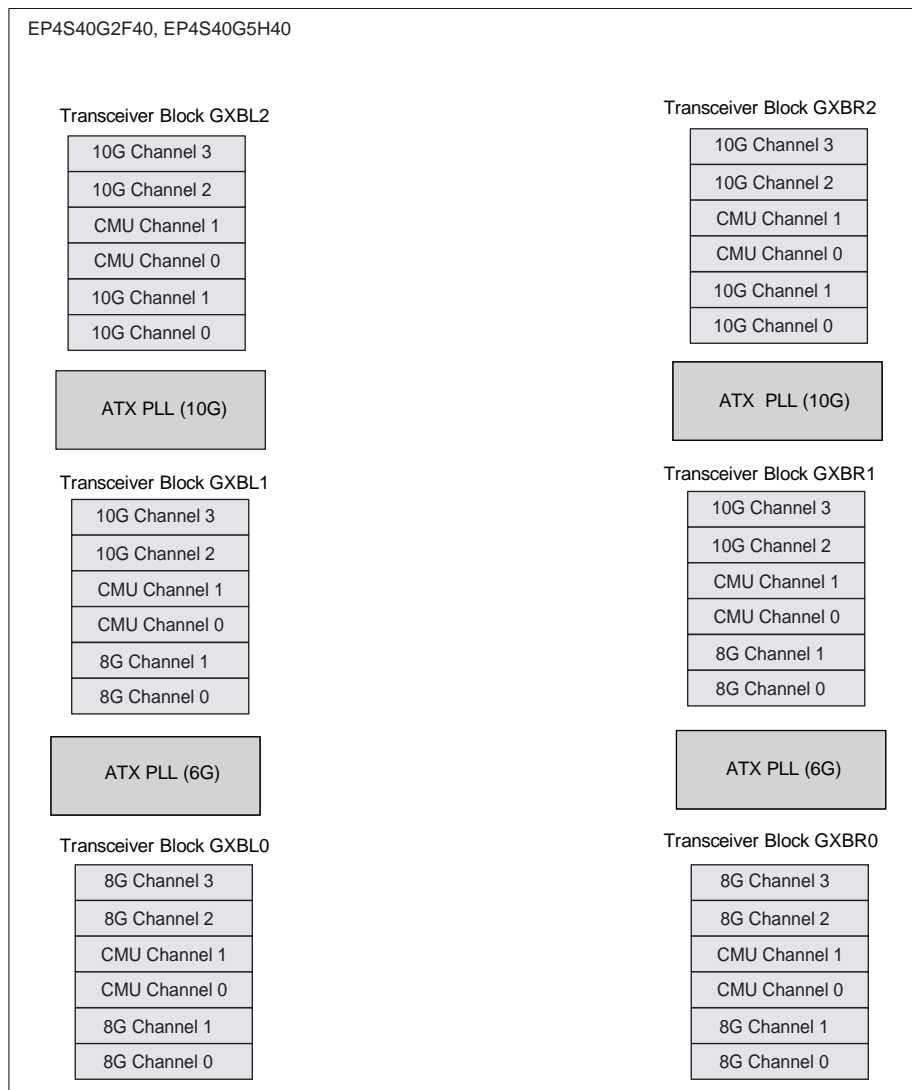 EP4S40G2F40, EP4S40G5H40
Transceiver Block GXBL2
10G Channel 3
10G Channel 2
CMU Channel 1
CMU Channel 0
10G Channel 1
10G Channel 0
ATX PLL (10G)
Transceiver Block GXBL1
10G Channel 3
10G Channel 2
CMU Channel 1
CMU Channel 0
8G Channel 1
8G Channel 0
ATX PLL (6G)
Transceiver Block GXBL0
8G Channel 3
8G Channel 2
CMU Channel 1
CMU Channel 0
8G Channel 1
8G Channel 0
Transceiver Block GXBR2
10G Channel 3
10G Channel 2
CMU Channel 1
CMU Channel 0
10G Channel 1
10G Channel 0
ATX PLL (10G)
Transceiver Block GXBR1
10G Channel 3
10G Channel 2
CMU Channel 1
CMU Channel 0
8G Channel 1
8G Channel 0
ATX PLL (6G)
Transceiver Block GXBR0
8G Channel 3
8G Channel 2
CMU Channel 1
CMU Channel 0
8G Channel 1
8G Channel 0